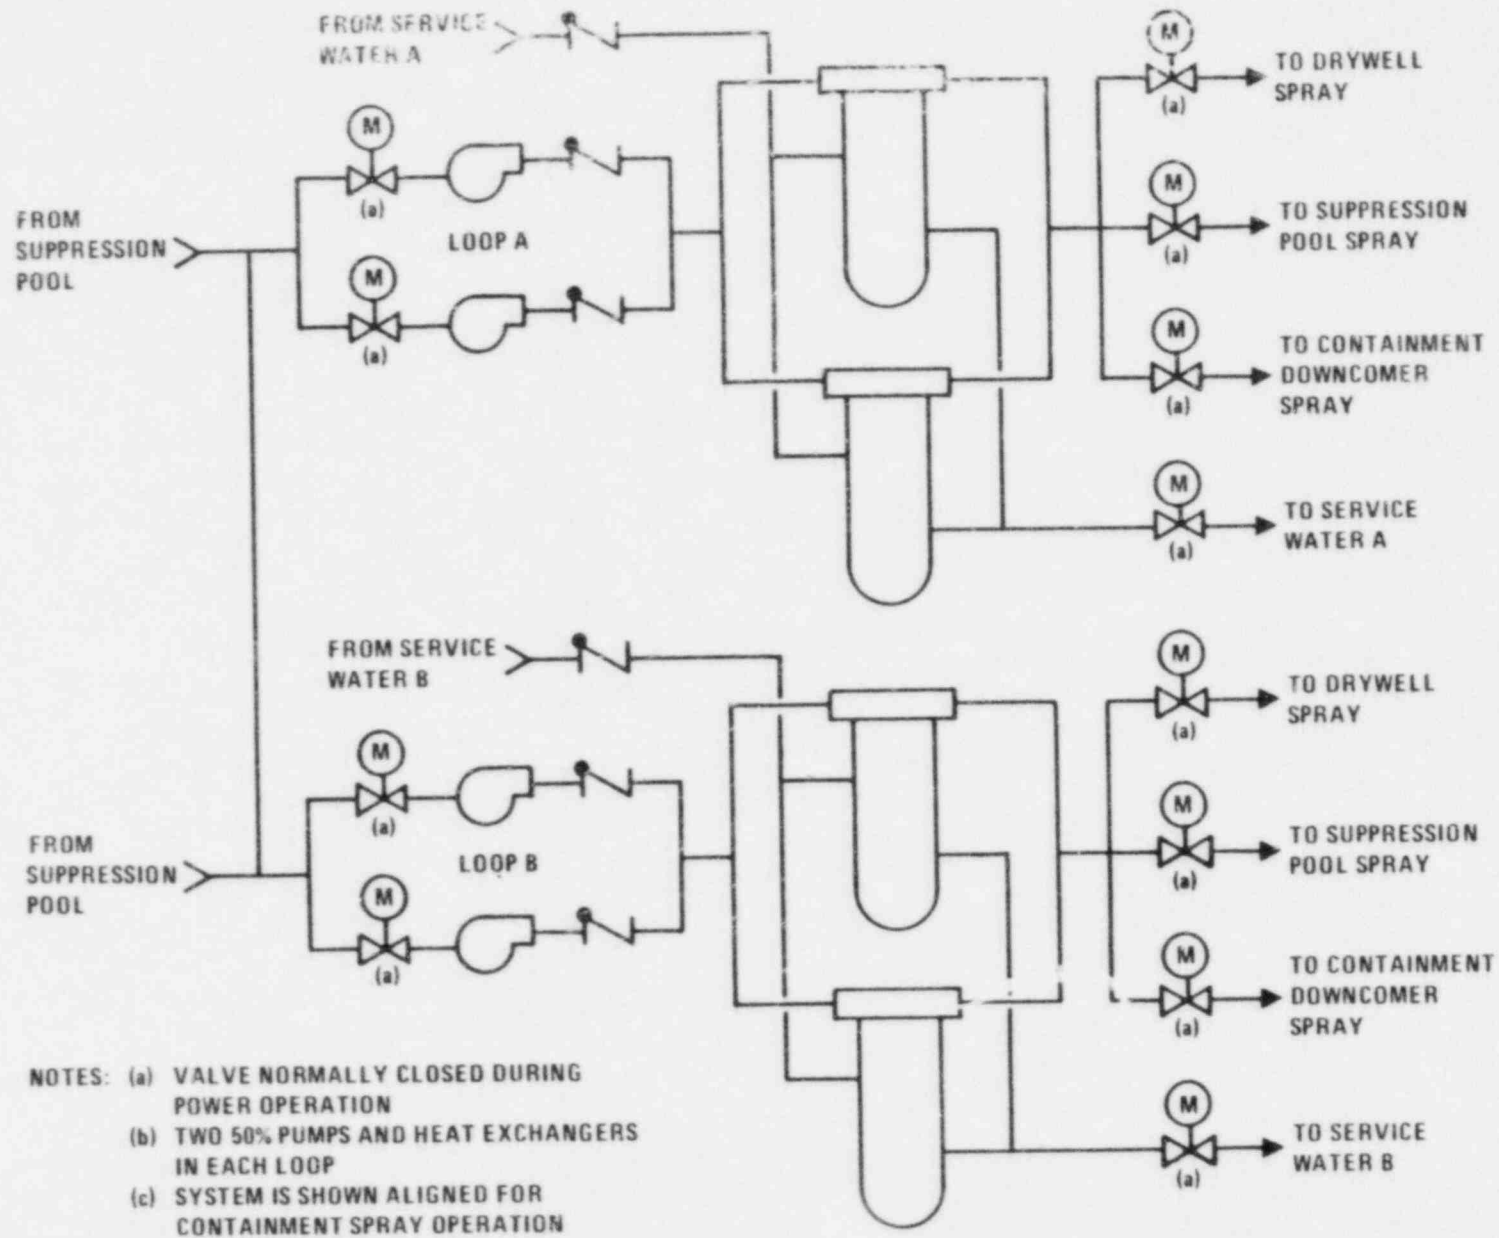 FROM SERVICE
WATER A
M
TO DRYWELL
SPRAY
(a)
M
(a)
M
TO SUPPRESSION
POOL SPRAY
(a)
FROM
SUPPRESSION
POOL
LOOP A
M
(a)
M
TO CONTAINMENT
DOWNCOMER
SPRAY
(a)
M
TO SERVICE
WATER A
(a)
FROM SERVICE
WATER B
M
TO DRYWELL
SPRAY
(a)
M
(a)
M
TO SUPPRESSION
POOL SPRAY
(a)
FROM
SUPPRESSION
POOL
LOOP B
M
(a)
M
TO CONTAINMENT
DOWNCOMER
SPRAY
(a)
M
TO SERVICE
WATER B
(a)
NOTES: (a) VALVE NORMALLY CLOSED DURING
POWER OPERATION
(b) TWO 50% PUMPS AND HEAT EXCHANGERS
IN EACH LOOP
(c) SYSTEM IS SHOWN ALIGNED FOR
CONTAINMENT SPRAY OPERATION